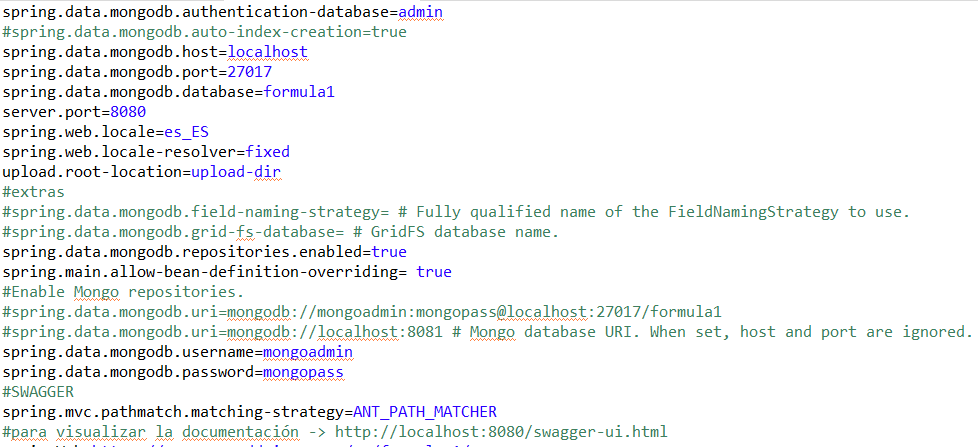 spring.data.mongodb.authentication-database=admin
#spring.data.mongodb.auto-index-creation=true
spring.data.mongodb.host=localhost
spring.data.mongodb.port=27017
spring.data.mongodb.database=formula1
server.port=8080
spring.web.locale=es_ES
spring.web.locale-resolver=fixed
upload.root-location=upload-dir
#extras
#spring.data.mongodb.field-naming-strategy= # Fully qualified name of the FieldNamingStrategy to use.
#spring.data.mongodb.grid-fs-database= # GridFS database name.
spring.data.mongodb.repositories.enabled=true
spring.main.allow-bean-definition-overriding= true
#Enable Mongo repositories.
#spring.data.mongodb.uri=mongodb://mongoadmin:mongopass@localhost:27017/formula1
#spring.data.mongodb.uri=mongodb://localhost:8081 # Mongo database URI. When set, host and port are ignored.
spring.data.mongodb.username=mongoadmin
spring.data.mongodb.password=mongopass
#SWAGGER
spring.mvc.pathmatch.matching-strategy=ANT_PATH_MATCHER
#para visualizar la documentación -> http://localhost:8080/swagger-ui.html